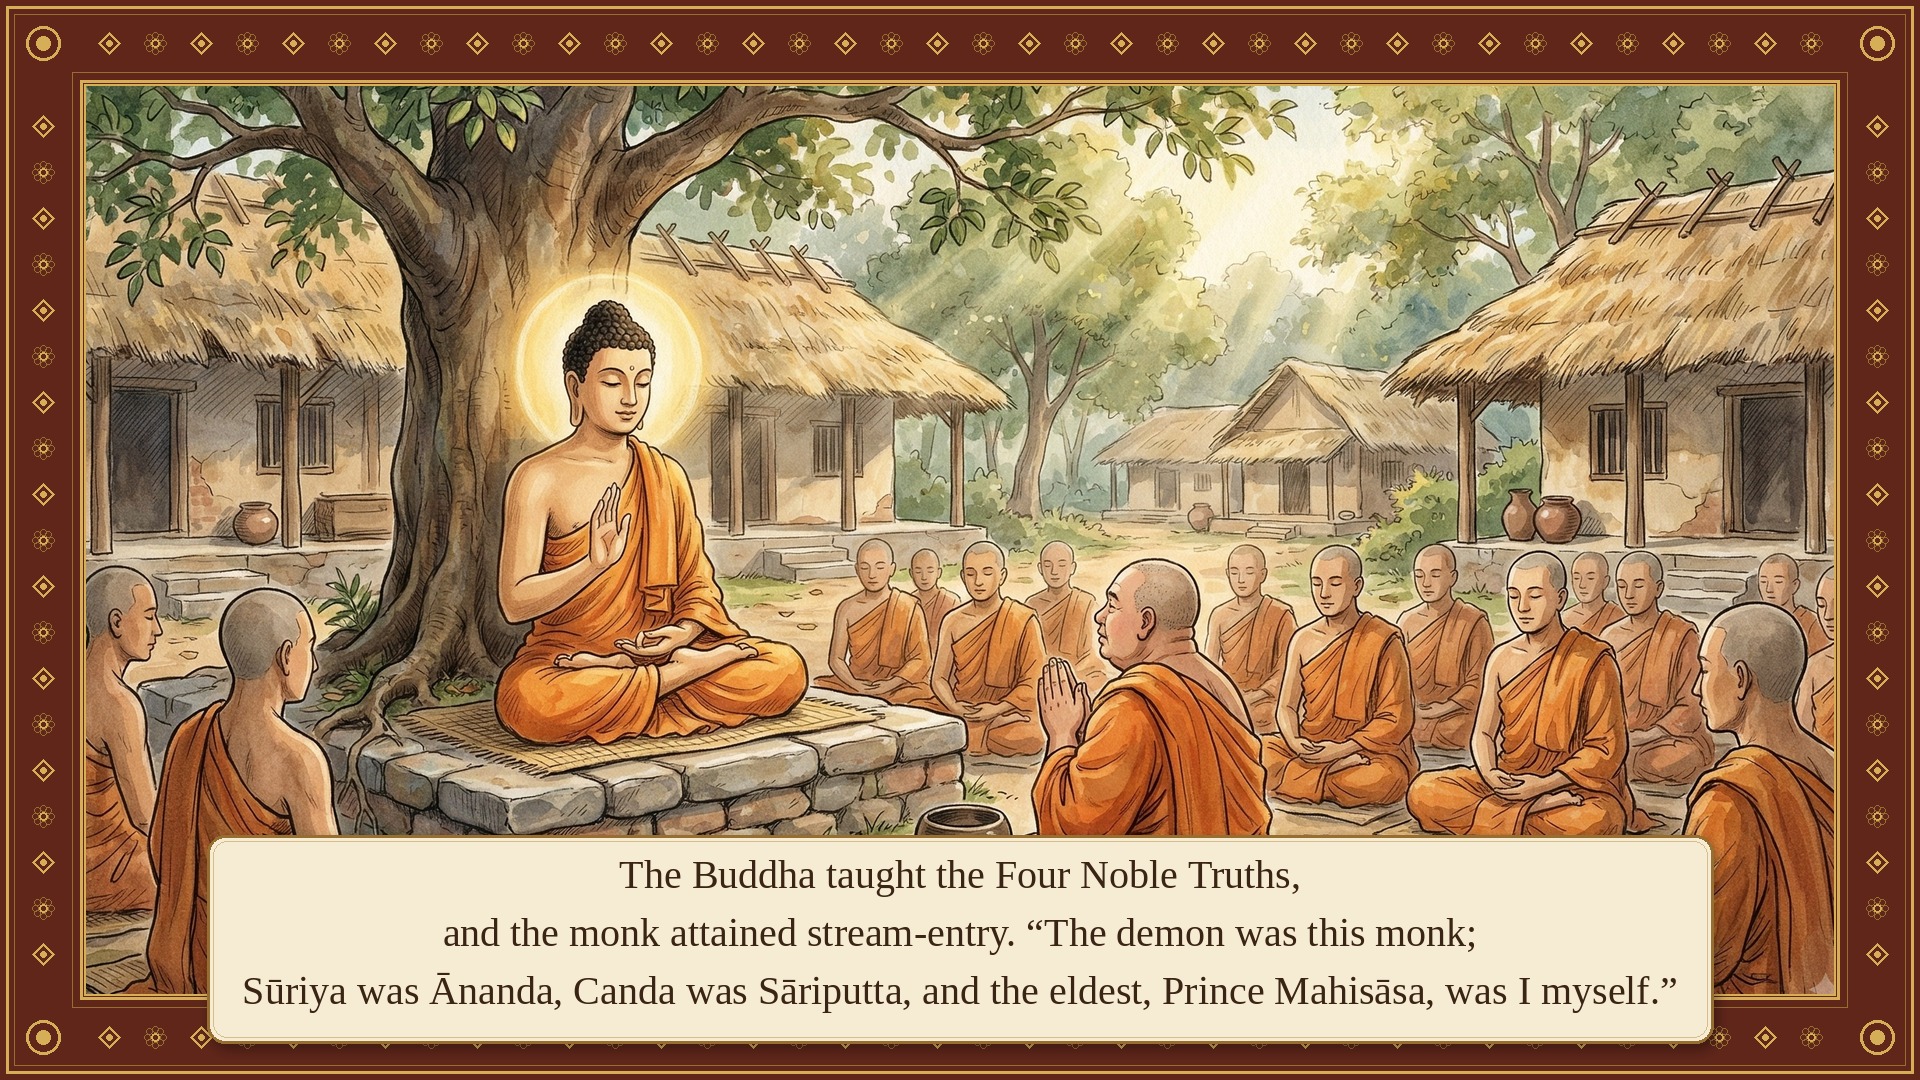 The Buddha taught the Four Noble Truths,
and the monk attained stream-entry. “The demon was this monk;
Sūriya was Ānanda, Canda was Sāriputta, and the eldest, Prince Mahisāsa, was I myself.”